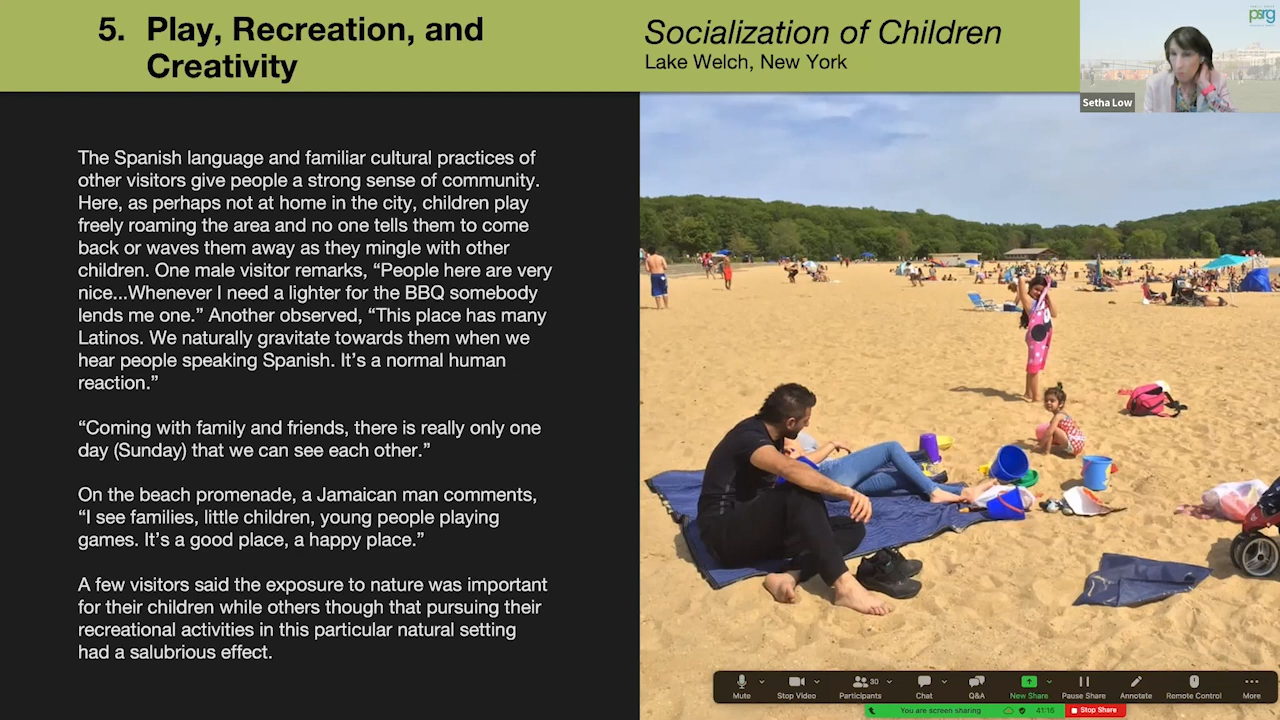 5. Play, Recreation, and
Creativity
Socialization of Children
Lake Welch, New York
psrg
Setha Low
The Spanish language and familiar cultural practices of
other visitors give people a strong sense of community.
Here, as perhaps not at home in the city, children play
freely roaming the area and no one tells them to come
back or waves them away as they mingle with other
children. One male visitor remarks, “People here are very
nice...Whenever I need a lighter for the BBQ somebody
lends me one.” Another observed, “This place has many
Latinos. We naturally gravitate towards them when we
hear people speaking Spanish. It’s a normal human
reaction.”
“Coming with family and friends, there is really only one
day (Sunday) that we can see each other.”
On the beach promenade, a Jamaican man comments,
“I see families, little children, young people playing
games. It’s a good place, a happy place.”
A few visitors said the exposure to nature was important
for their children while others though that pursuing their
recreational activities in this particular natural setting
had a salubrious effect.
Mute Stop Video Participants 30 Chat Q&A New Share Pause Share Annotate Remote Control More
You are screen sharing 41:15 Stop Share